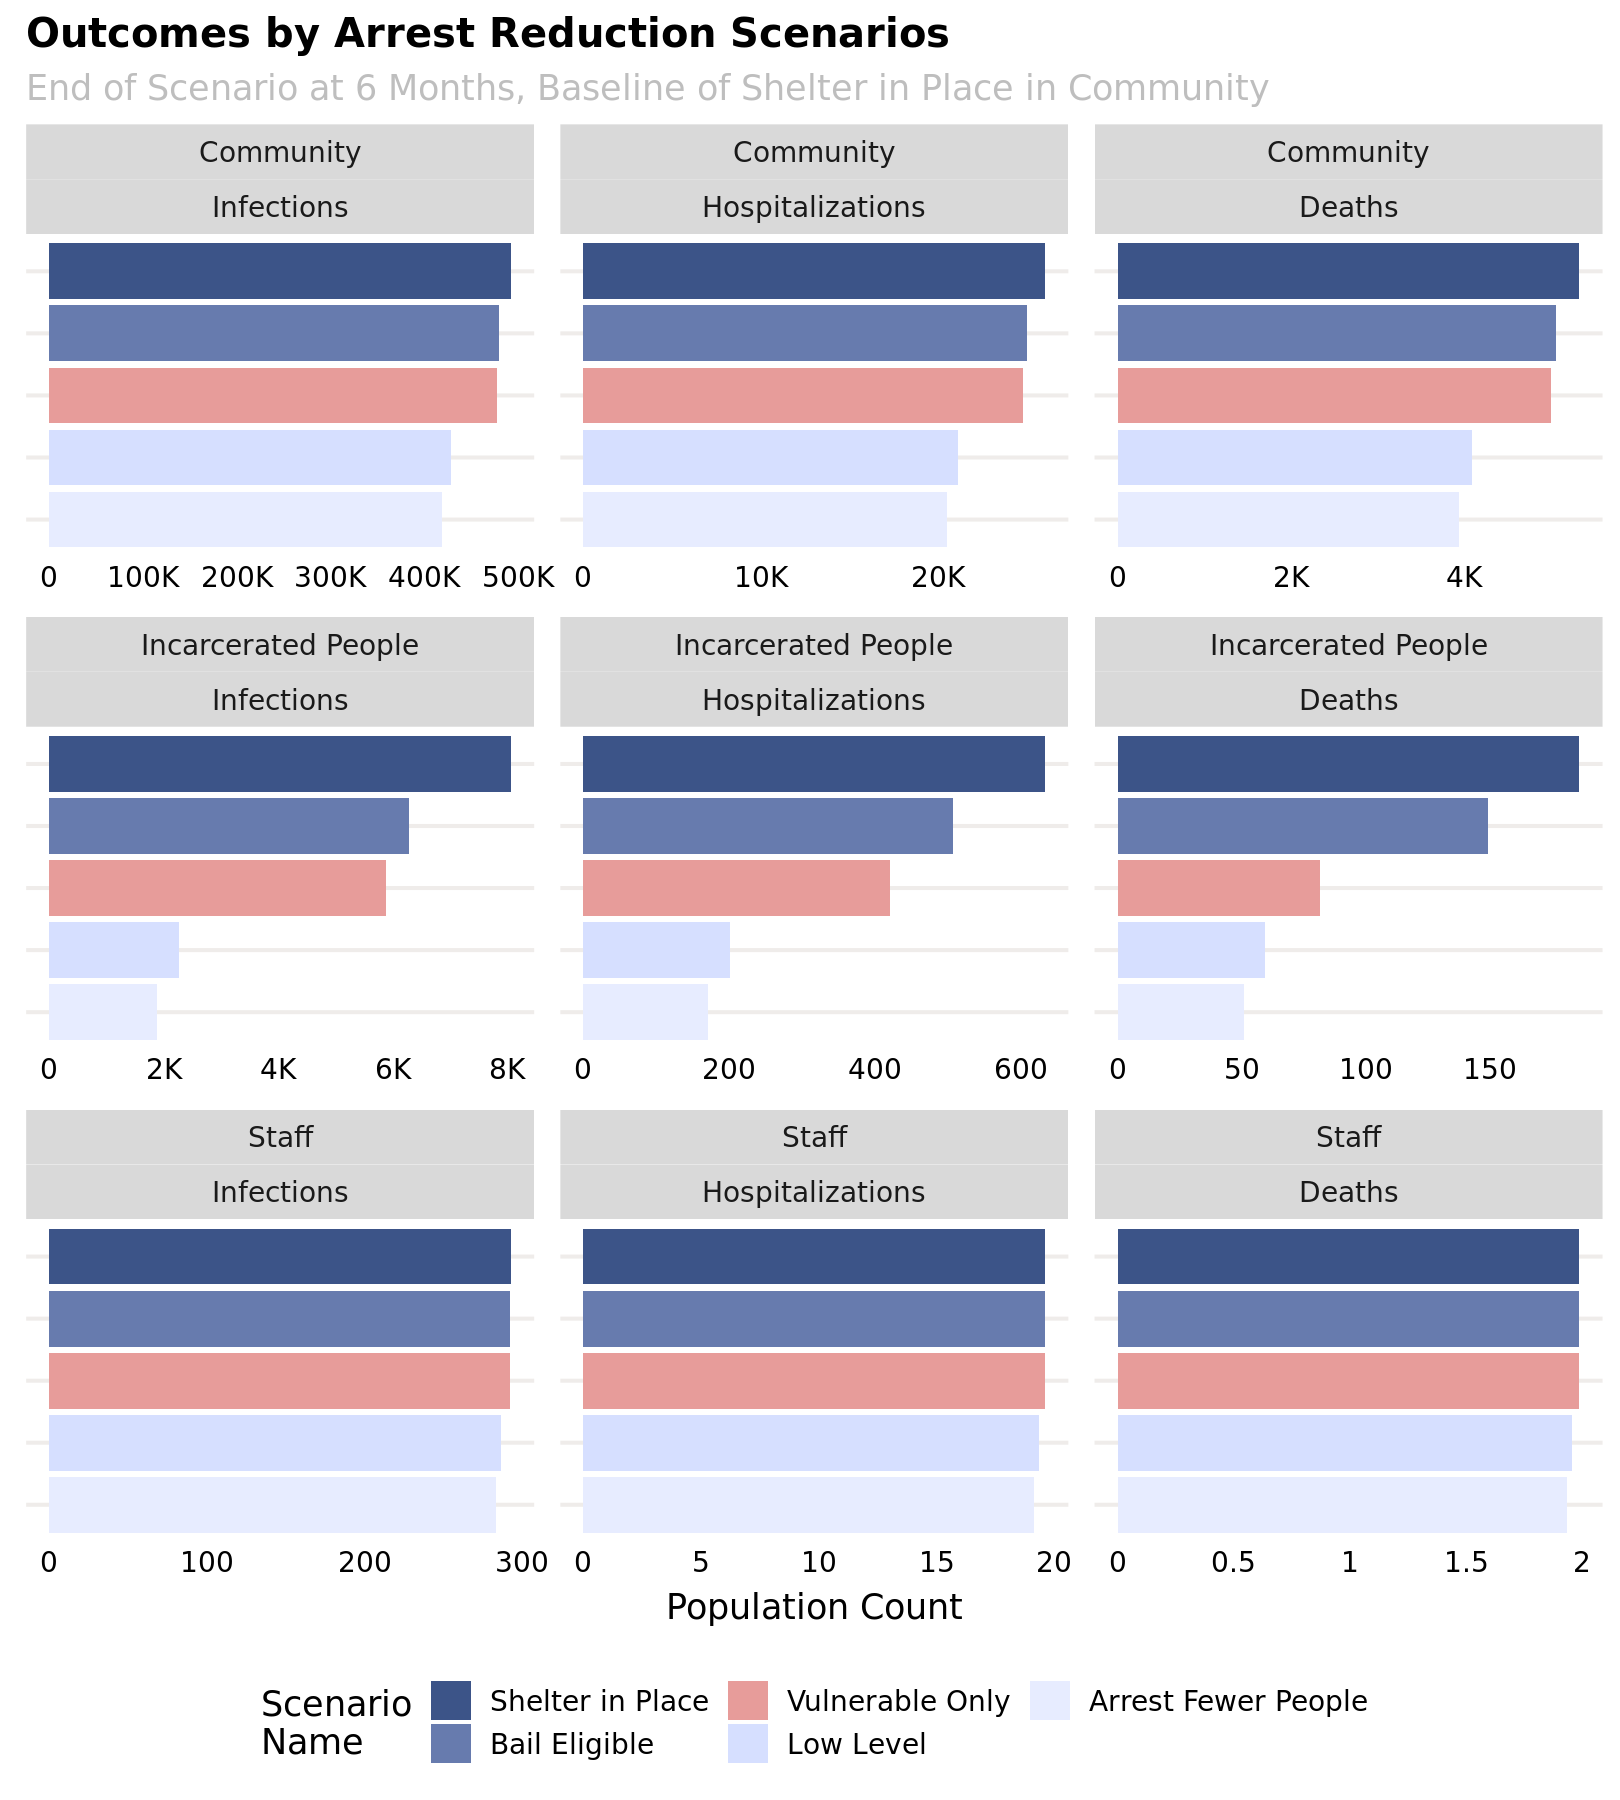 Outcomes by Arrest Reduction Scenarios
End of Scenario at 6 Months, Baseline of Shelter in Place in Community
Community Community Community
Infections Hospitalizations Deaths
0 100K 200K 300K 400K 500K 0 10K 20K 0 2K 4K
Incarcerated People Incarcerated People Incarcerated People
Infections Hospitalizations Deaths
0 2K 4K 6K 8K 0 200 400 600 0 50 100 150
Staff Staff Staff
Infections Hospitalizations Deaths
0 100 200 300 0 5 10 15 20 0 0.5 1 1.5 2
Population Count
Scenario Name
Shelter in Place Vulnerable Only Arrest Fewer People
Bail Eligible Low Level